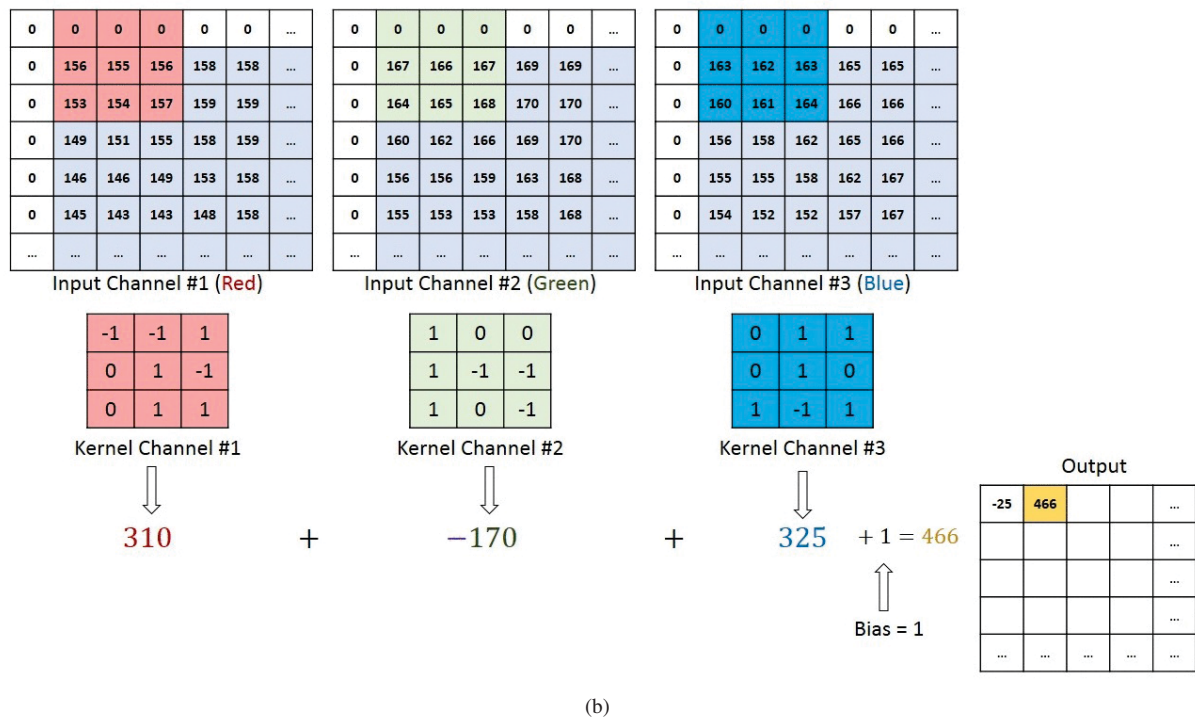 0 0 0 0 0 0 ...
0 156 155 156 158 158 ...
0 153 154 157 159 159 ...
0 149 151 155 158 159 ...
0 146 146 149 153 158 ...
0 145 143 143 148 158 ...
... ... ... ... ... ... ...
Input Channel #1 (Red)
0 0 0 0 0 0 ...
0 167 166 167 169 169 ...
0 164 165 168 170 170 ...
0 160 162 166 169 170 ...
0 156 156 159 163 168 ...
0 155 153 153 158 168 ...
... ... ... ... ... ... ...
Input Channel #2 (Green)
0 0 0 0 0 0 ...
0 163 162 163 165 165 ...
0 160 161 164 166 166 ...
0 156 158 162 165 166 ...
0 155 155 158 162 167 ...
0 154 152 152 157 167 ...
... ... ... ... ... ... ...
Input Channel #3 (Blue)
-1 -1 1
0 1 -1
0 1 1
Kernel Channel #1
1 0 0
1 -1 -1
1 0 -1
Kernel Channel #2
0 1 1
0 1 0
1 -1 1
Kernel Channel #3
310 + −170 + 325 + 1 = 466
Bias = 1
Output
-25 466 ...
...
...
...
... ... ... ... ...
(b)